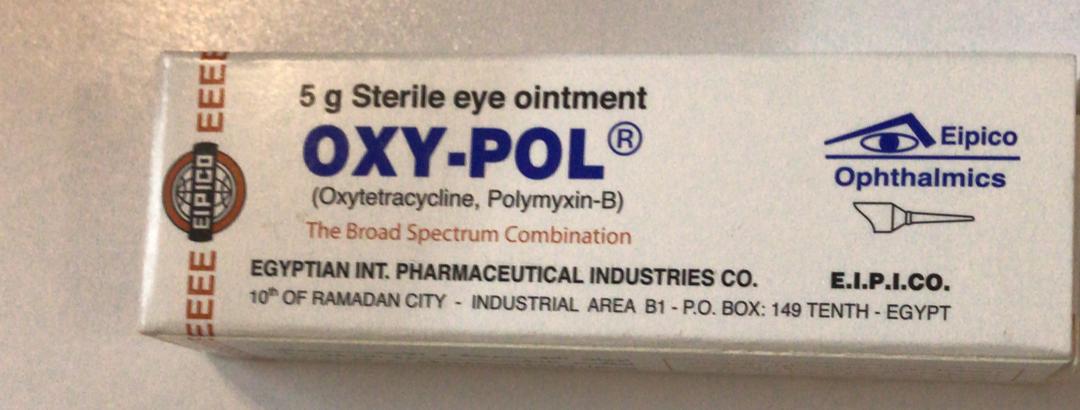 5 g Sterile eye ointment
OXY-POL®
(Oxytetracycline, Polymyxin-B)
The Broad Spectrum Combination
EGYPTIAN INT. PHARMACEUTICAL INDUSTRIES CO.
10th OF RAMADAN CITY - INDUSTRIAL AREA B1 - P.O. BOX: 149 TENTH - EGYPT
Eipico
Ophthalmics
E.I.P.I.CO.
EEEE
EIPICO
EEEE